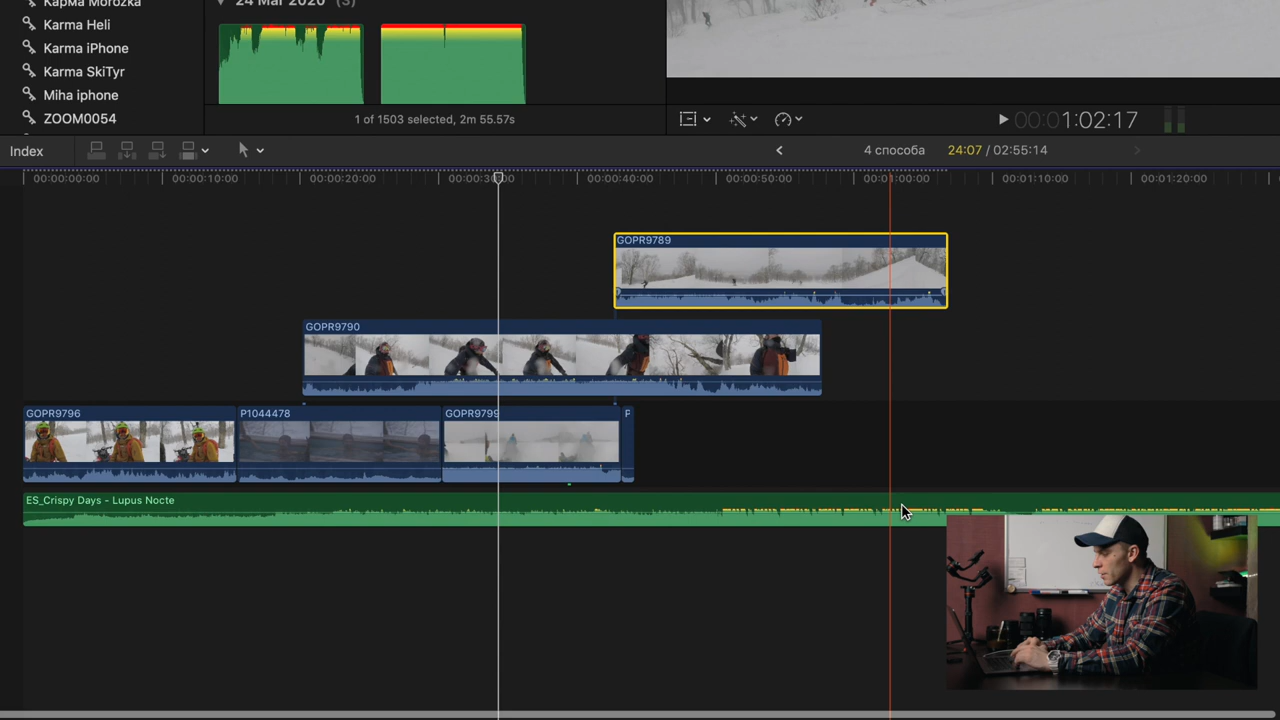 Карма Morozka
24 Mar 2020 (3)
Karma Heli
Karma iPhone
Karma SkiTyr
Miha iphone
ZOOM0054
1 of 1503 selected, 2m 55.57s
00:00:1:02:17
Index
4 способа
24:07 / 02:55:14
00:00:00:00
00:00:10:00
00:00:20:00
00:00:30:00
00:00:40:00
00:00:50:00
00:01:00:00
00:01:10:00
00:01:20:00
GOPR9789
GOPR9790
GOPR9796
P1044478
GOPR9799
P
ES_Crispy Days - Lupus Nocte